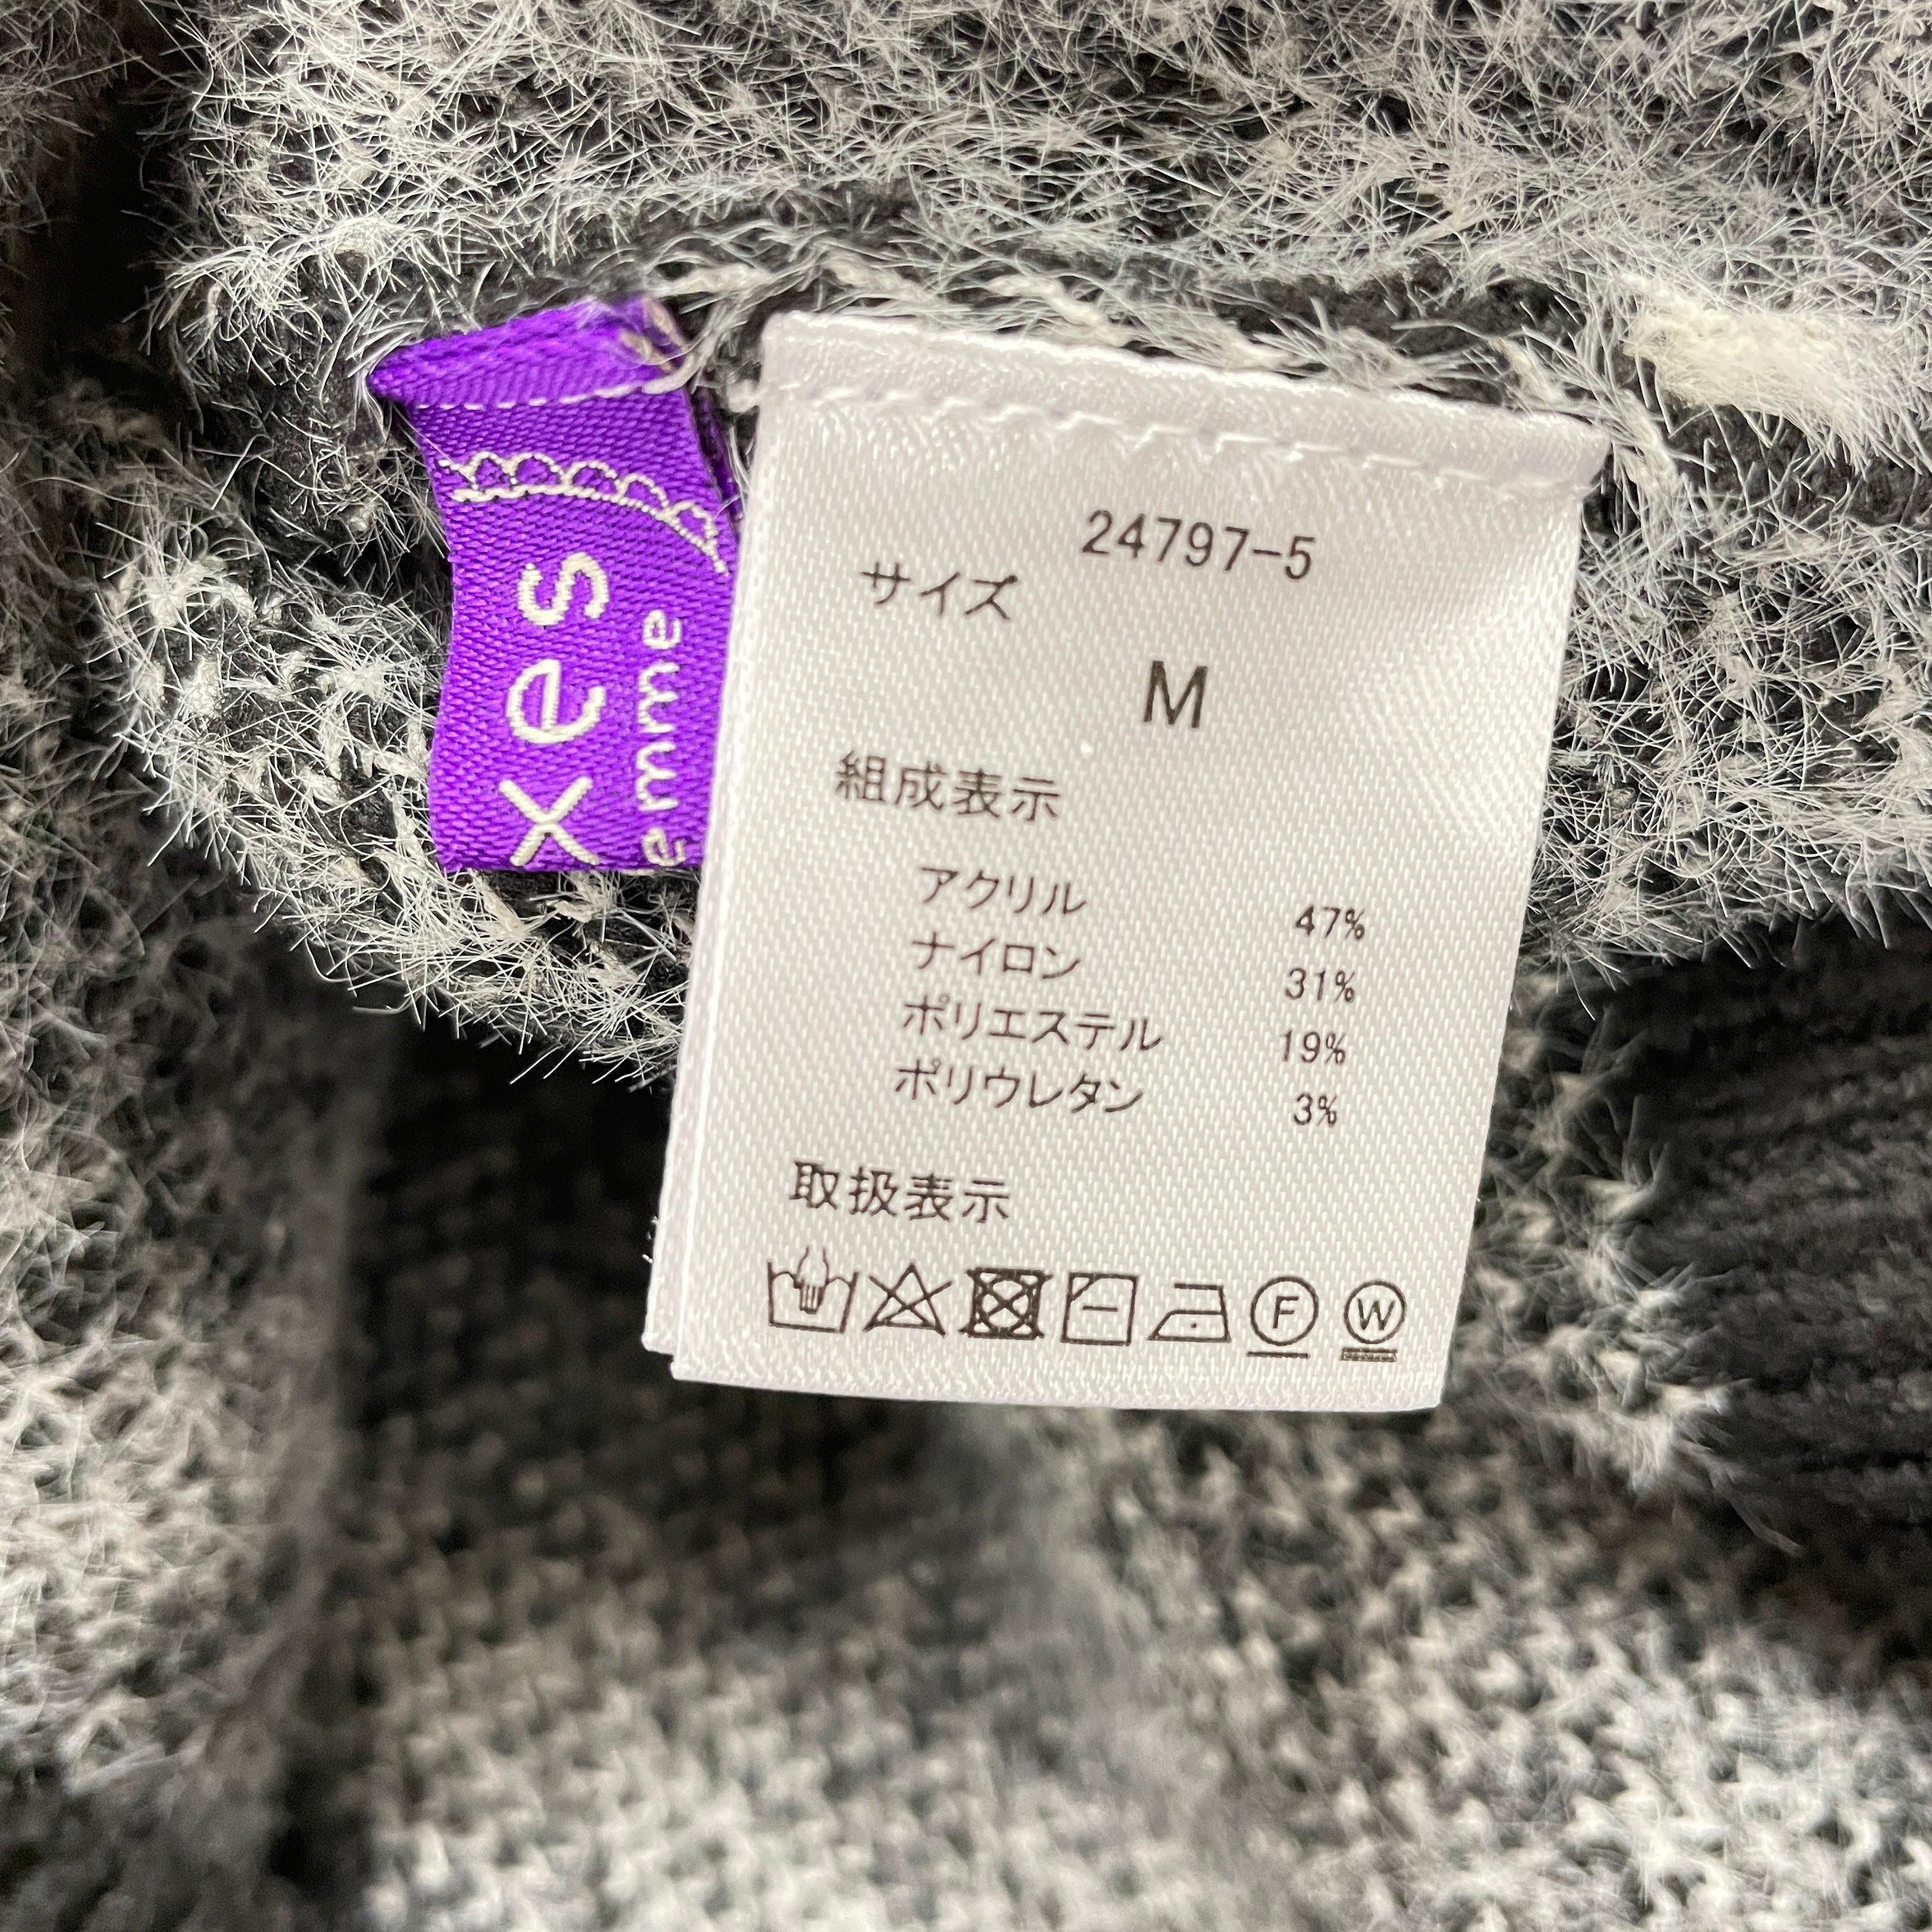 xes
emme
24797-5
サイズ
M
組成表示
アクリル 47%
ナイロン 31%
ポリエステル 19%
ポリウレタン 3%
取扱表示
F W